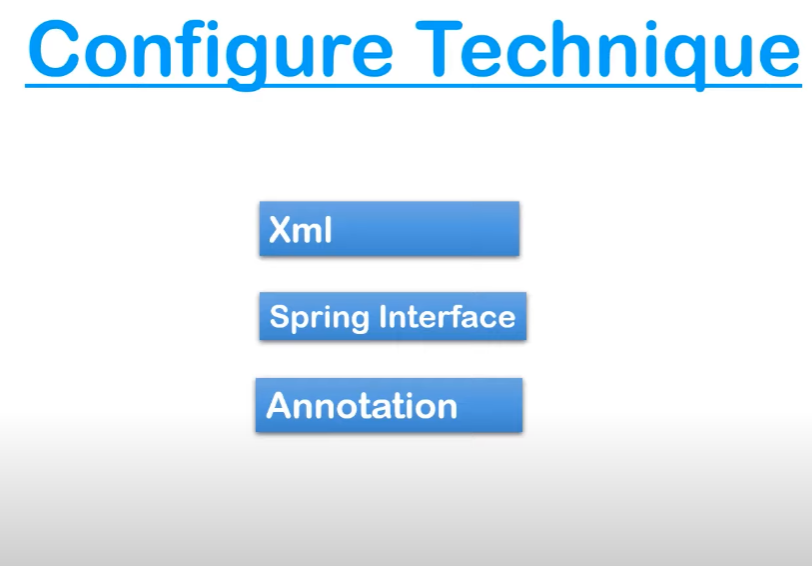 Configure Technique
Xml
Spring Interface
Annotation